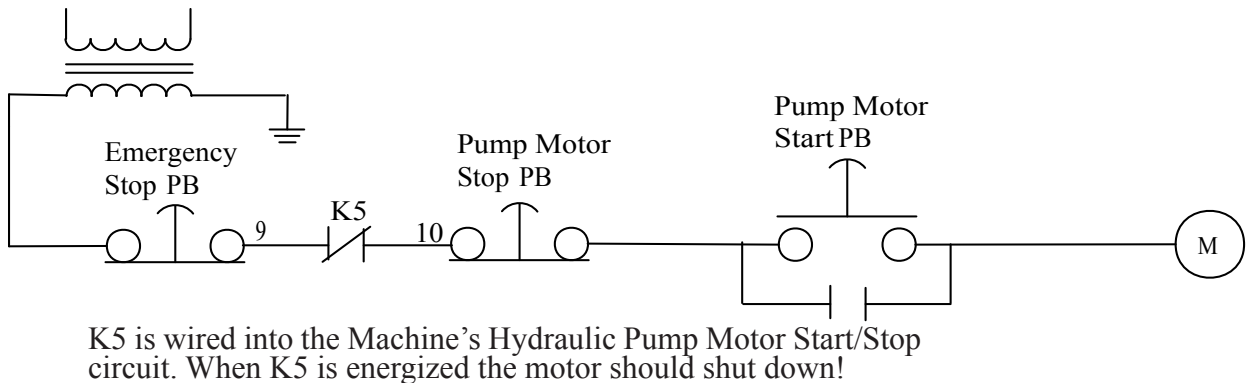 Emergency
Stop PB
9
K5
10
Pump Motor
Stop PB
Pump Motor
Start PB
M
K5 is wired into the Machine’s Hydraulic Pump Motor Start/Stop
circuit. When K5 is energized the motor should shut down!